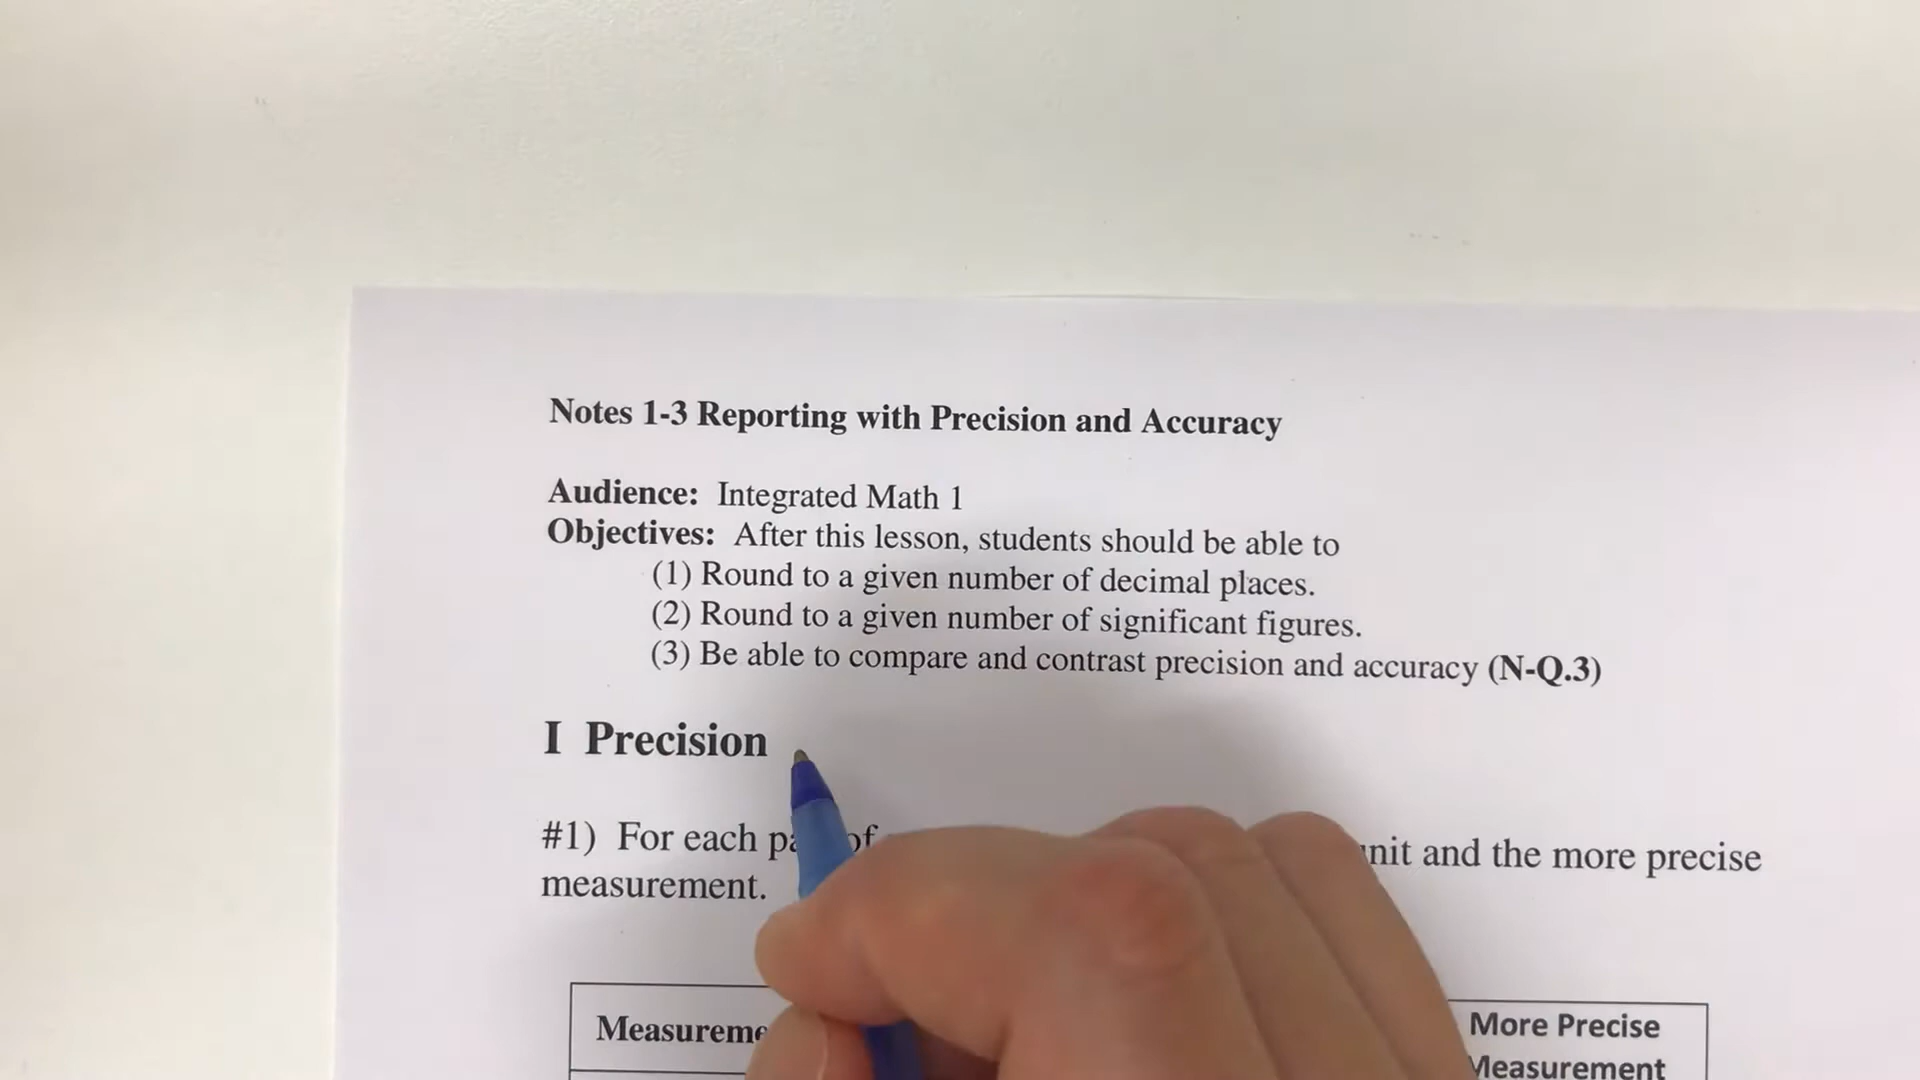 Notes 1-3 Reporting with Precision and Accuracy
Audience: Integrated Math 1
Objectives: After this lesson, students should be able to
(1) Round to a given number of decimal places.
(2) Round to a given number of significant figures.
(3) Be able to compare and contrast precision and accuracy (N-Q.3)
I Precision
#1) For each of and the more precise
measurement.
More Precise
Measurement